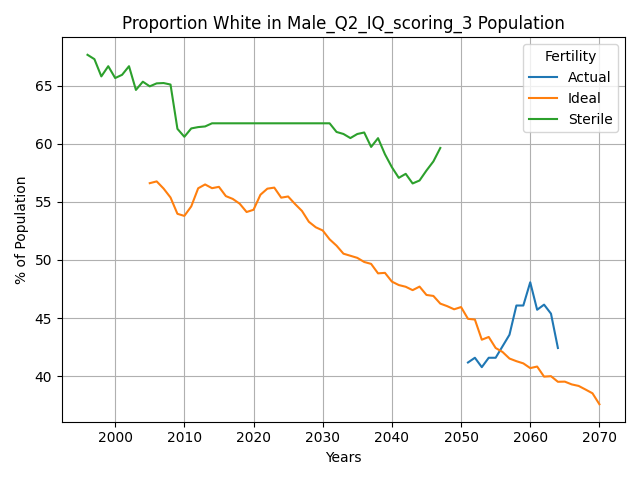 Proportion White in Male_Q2_IQ_scoring_3 Population
Fertility
Actual
Ideal
Sterile
% of Population
65
60
55
50
45
40
2000 2010 2020 2030 2040 2050 2060 2070
Years